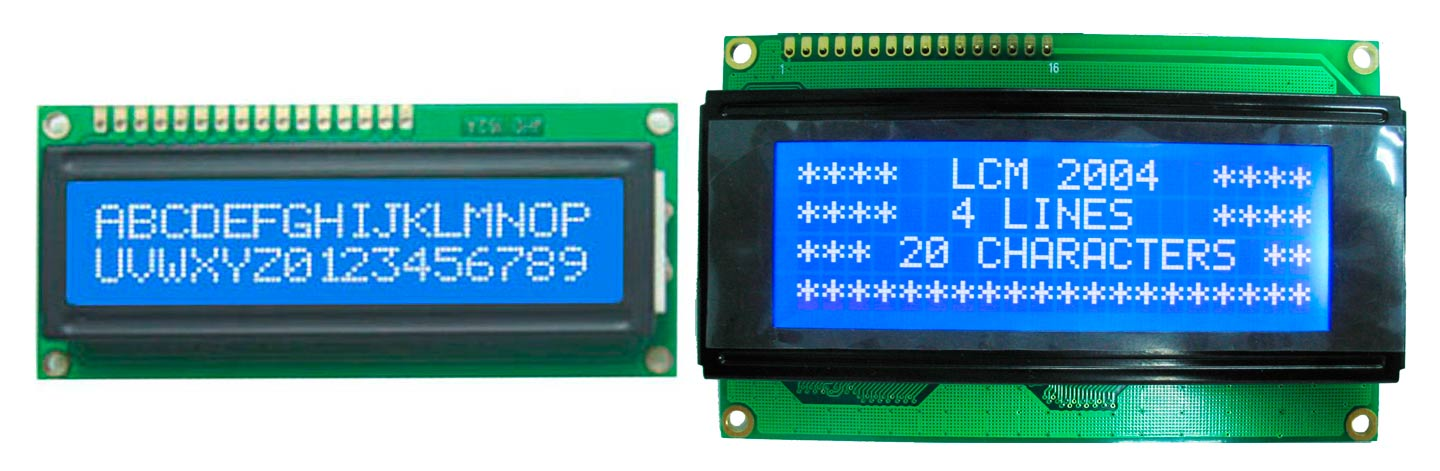 ABCDEFGHIJKLMNOP
UVWXYZ0123456789
1 16
****  LCM 2004  ****
****  4 LINES   ****
*** 20 CHARACTERS **
********************